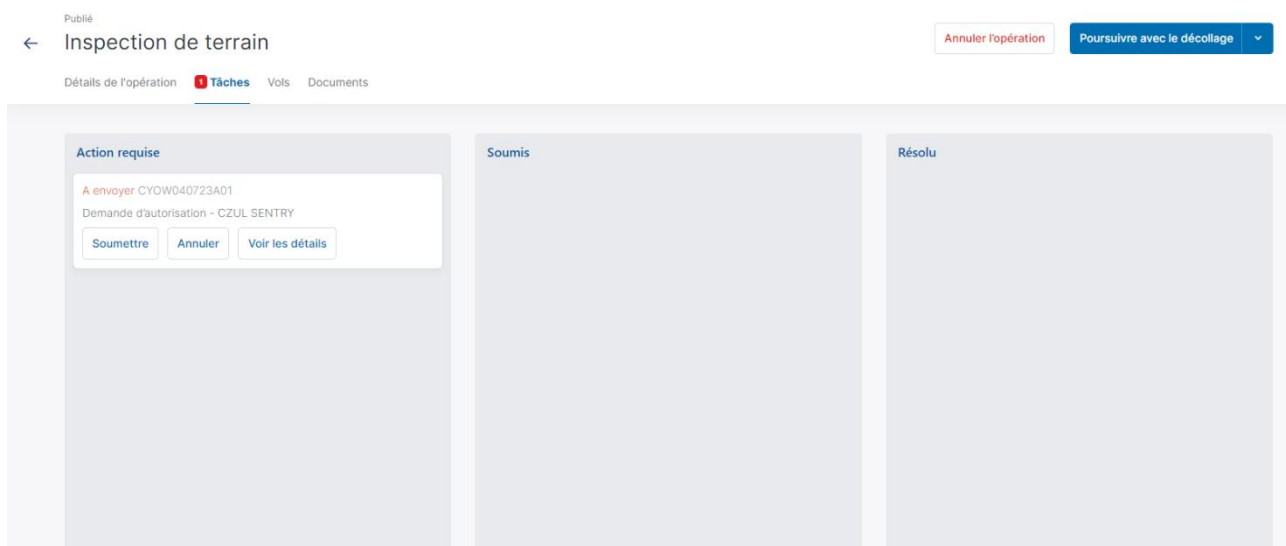 Publié
Inspection de terrain
Annuler l'opération
Poursuivre avec le décollage
Détails de l'opération
1 Tâches
Vols
Documents
Action requise
Soumis
Résolu
A envoyer CYOW040723A01
Demande d'autorisation - CZUL SENTRY
Soumettre
Annuler
Voir les détails